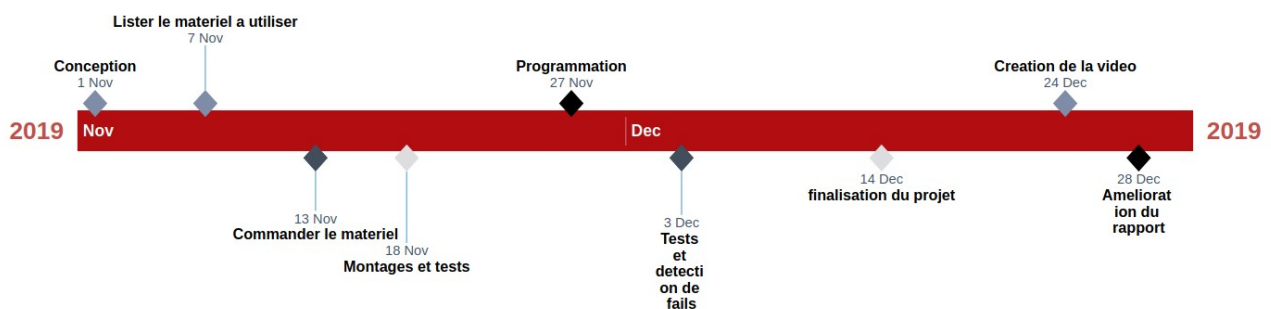 Lister le materiel a utiliser
7 Nov
Conception
1 Nov
Programmation
27 Nov
Creation de la video
24 Dec
2019
Nov
Dec
2019
13 Nov
Commander le materiel
18 Nov
Montages et tests
3 Dec
Tests
et
detecti
on de
fails
14 Dec
finalisation du projet
28 Dec
Ameliorat
ion du
rapport